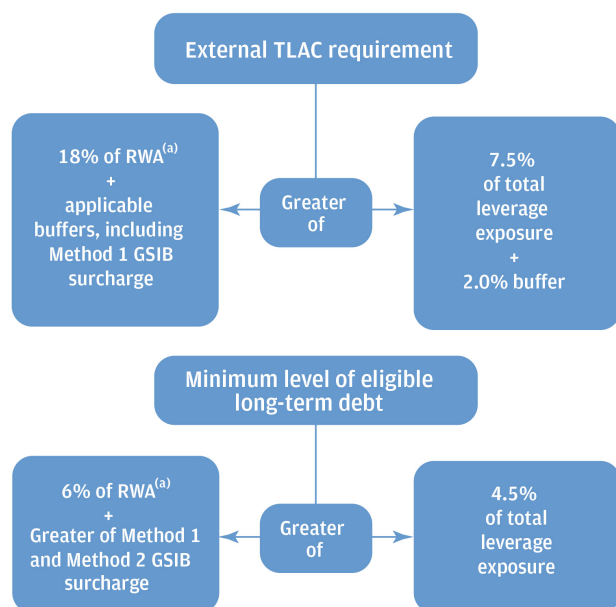 External TLAC requirement
18% of RWA(a)
+
applicable
buffers, including
Method 1 GSIB
surcharge
Greater
of
7.5%
of total
leverage
exposure
+
2.0% buffer
Minimum level of eligible
long-term debt
6% of RWA(a)
+
Greater of Method 1
and Method 2 GSIB
surcharge
Greater
of
4.5%
of total
leverage
exposure